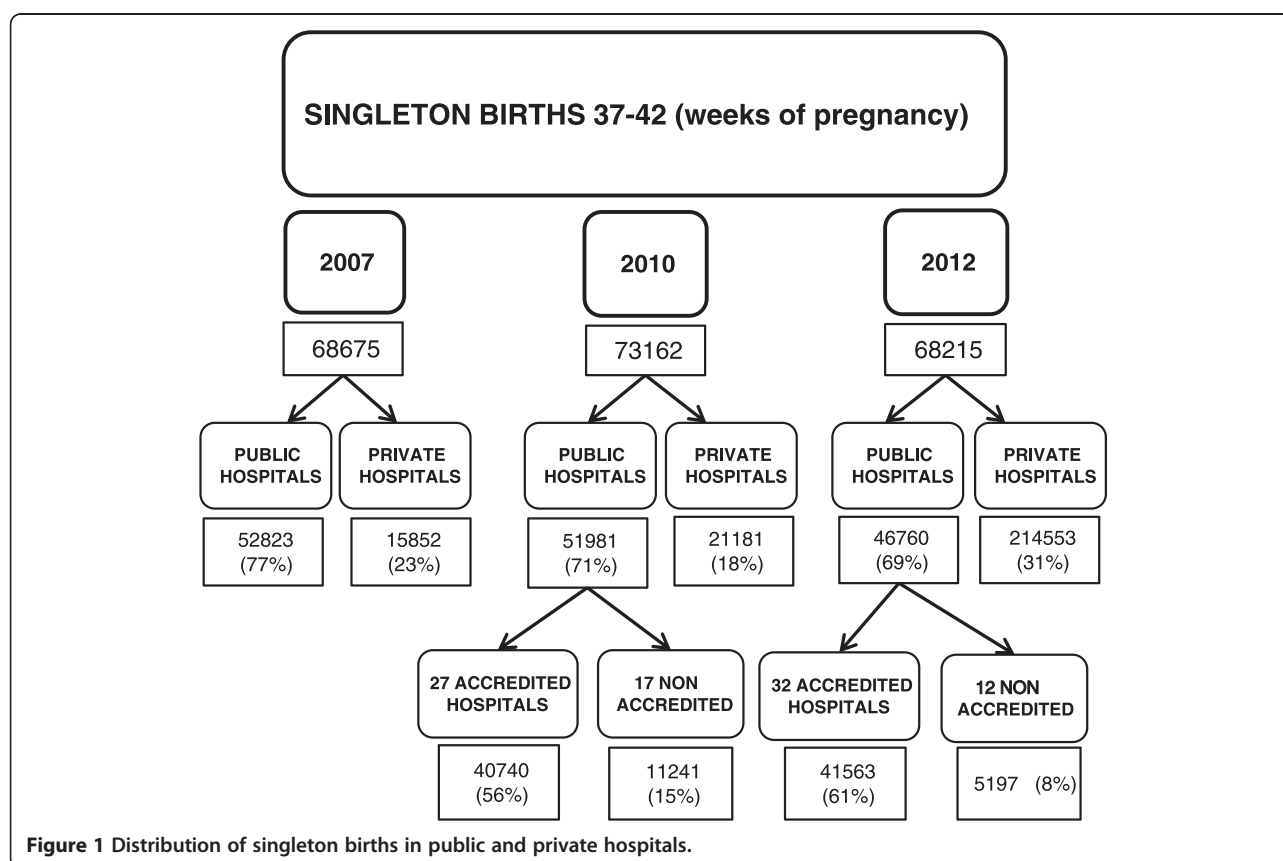 SINGLETON BIRTHS 37-42 (weeks of pregnancy)
2007
2010
2012
68675
73162
68215
PUBLIC
HOSPITALS
PRIVATE
HOSPITALS
PUBLIC
HOSPITALS
PRIVATE
HOSPITALS
PUBLIC
HOSPITALS
PRIVATE
HOSPITALS
52823
(77%)
15852
(23%)
51981
(71%)
21181
(18%)
46760
(69%)
214553
(31%)
27 ACCREDITED
HOSPITALS
17 NON
ACCREDITED
32 ACCREDITED
HOSPITALS
12 NON
ACCREDITED
40740
(56%)
11241
(15%)
41563
(61%)
5197 (8%)
Figure 1 Distribution of singleton births in public and private hospitals.